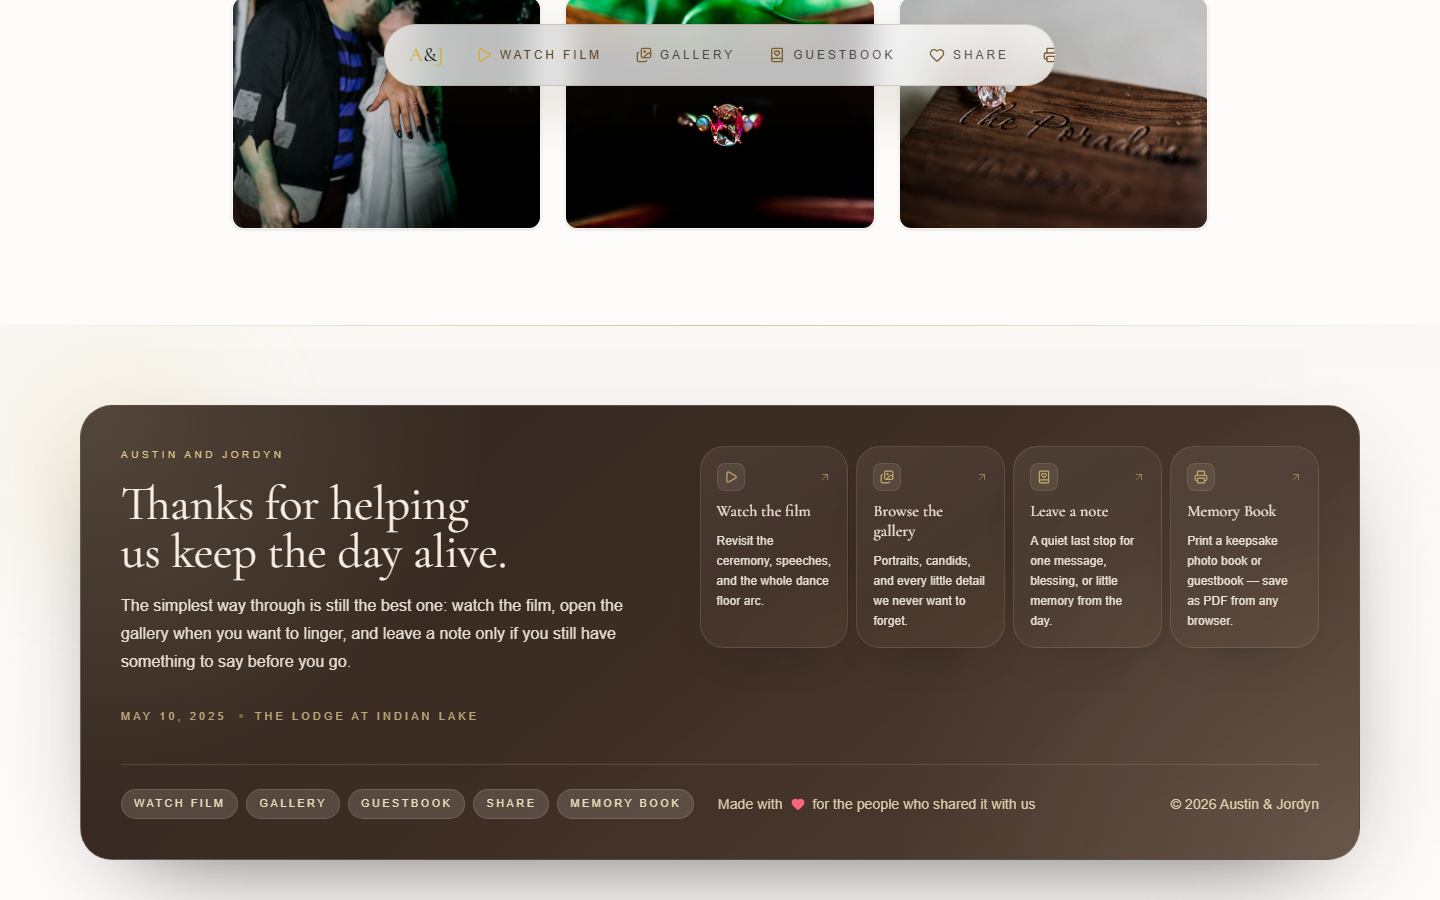 A&J WATCH FILM GALLERY GUESTBOOK SHARE
The Poradas
AUSTIN AND JORDYN
Thanks for helping
us keep the day alive.
The simplest way through is still the best one: watch the film, open the
gallery when you want to linger, and leave a note only if you still have
something to say before you go.
MAY 10, 2025 • THE LODGE AT INDIAN LAKE
Watch the film
Revisit the
ceremony, speeches,
and the whole dance
floor arc.
Browse the
gallery
Portraits, candids,
and every little detail
we never want to
forget.
Leave a note
A quiet last stop for
one message,
blessing, or little
memory from the
day.
Memory Book
Print a keepsake
photo book or
guestbook — save
as PDF from any
browser.
WATCH FILM GALLERY GUESTBOOK SHARE MEMORY BOOK
Made with ♥ for the people who shared it with us
© 2026 Austin & Jordyn